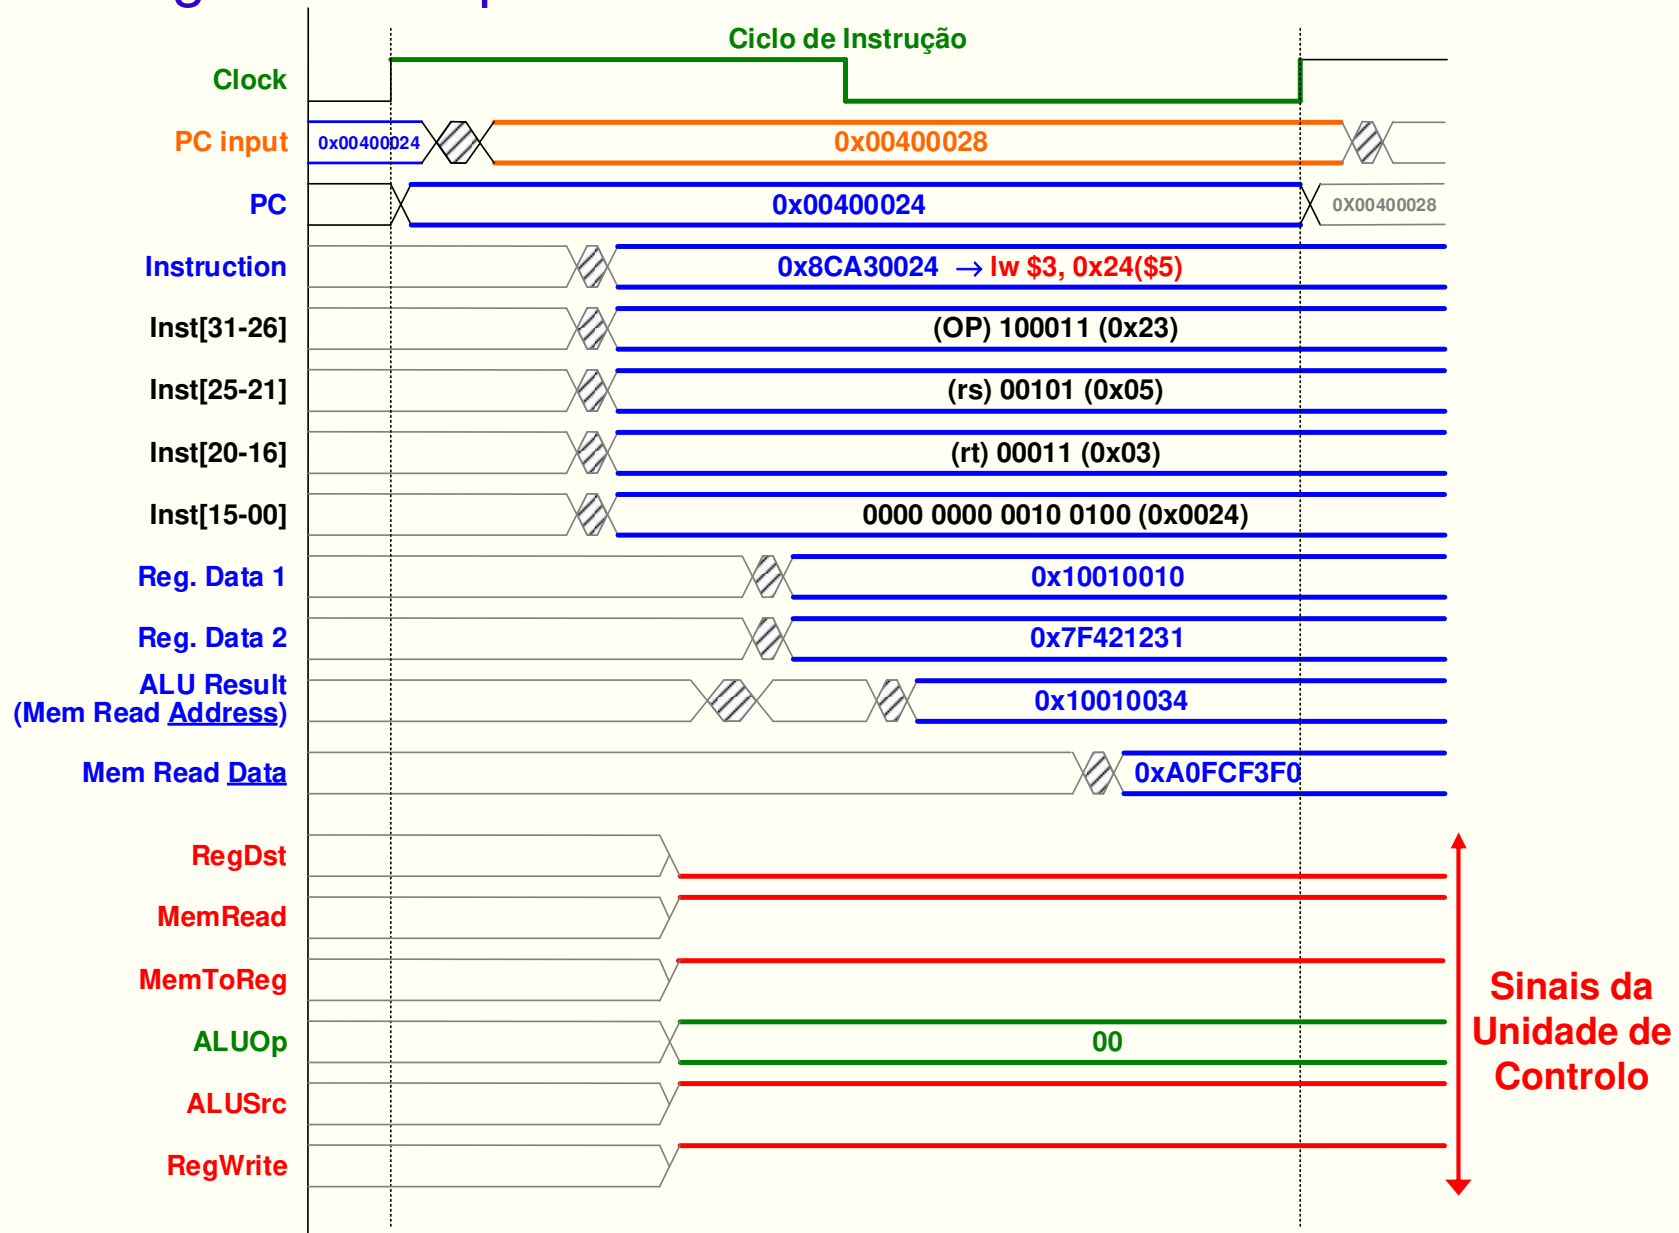 Ciclo de Instrução
Clock
PC input 0x00400024 0x00400028
PC 0x00400024 0X00400028
Instruction 0x8CA30024 → lw $3, 0x24($5)
Inst[31-26] (OP) 100011 (0x23)
Inst[25-21] (rs) 00101 (0x05)
Inst[20-16] (rt) 00011 (0x03)
Inst[15-00] 0000 0000 0010 0100 (0x0024)
Reg. Data 1 0x10010010
Reg. Data 2 0x7F421231
ALU Result
(Mem Read Address) 0x10010034
Mem Read Data 0xA0FCF3F0
RegDst
MemRead
MemToReg
ALUOp 00
ALUSrc
RegWrite
Sinais da
Unidade de
Controlo